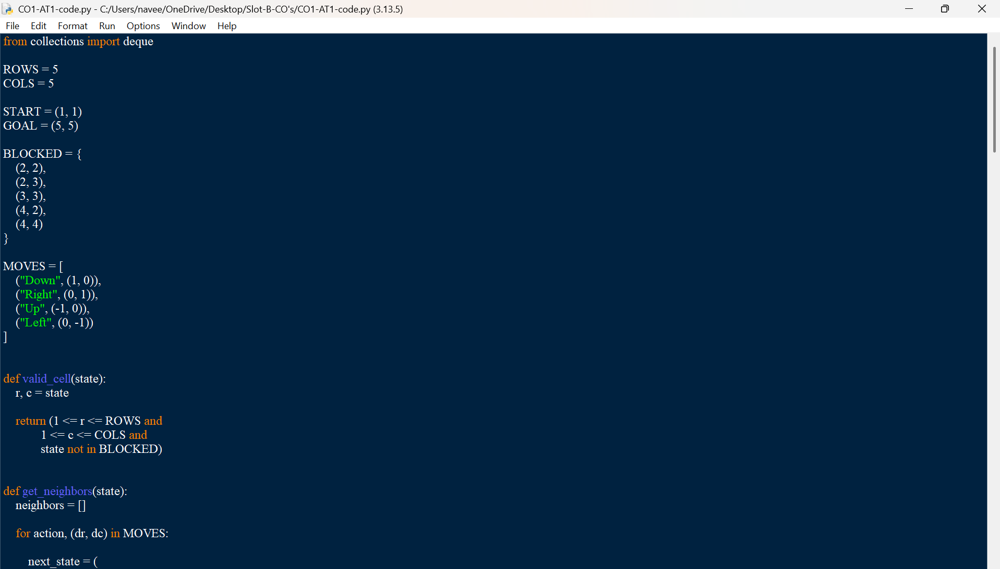 CO1-AT1-code.py - C:/Users/navee/OneDrive/Desktop/Slot-B-CO's/CO1-AT1-code.py (3.13.5)
File Edit Format Run Options Window Help
from collections import deque
ROWS = 5
COLS = 5
START = (1, 1)
GOAL = (5, 5)
BLOCKED = {
    (2, 2),
    (2, 3),
    (3, 3),
    (4, 2),
    (4, 4)
}
MOVES = [
    ("Down", (1, 0)),
    ("Right", (0, 1)),
    ("Up", (-1, 0)),
    ("Left", (0, -1))
]
def valid_cell(state):
    r, c = state
    return (1 <= r <= ROWS and
            1 <= c <= COLS and
            state not in BLOCKED)
def get_neighbors(state):
    neighbors = []
    for action, (dr, dc) in MOVES:
        next_state = (